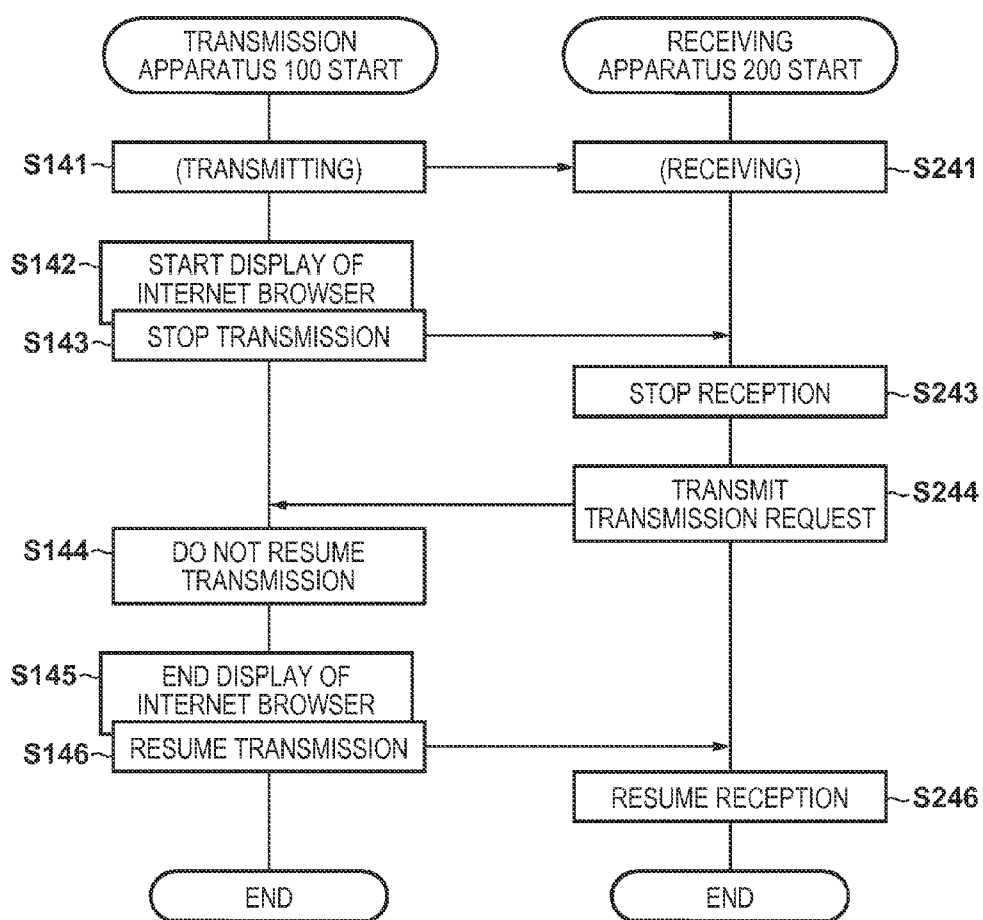 TRANSMISSION
APPARATUS 100 START
RECEIVING
APPARATUS 200 START
S141
(TRANSMITTING)
(RECEIVING)
S241
S142
START DISPLAY OF
INTERNET BROWSER
S143
STOP TRANSMISSION
STOP RECEPTION
S243
TRANSMIT
TRANSMISSION REQUEST
S244
S144
DO NOT RESUME
TRANSMISSION
S145
END DISPLAY OF
INTERNET BROWSER
S146
RESUME TRANSMISSION
RESUME RECEPTION
S246
END
END